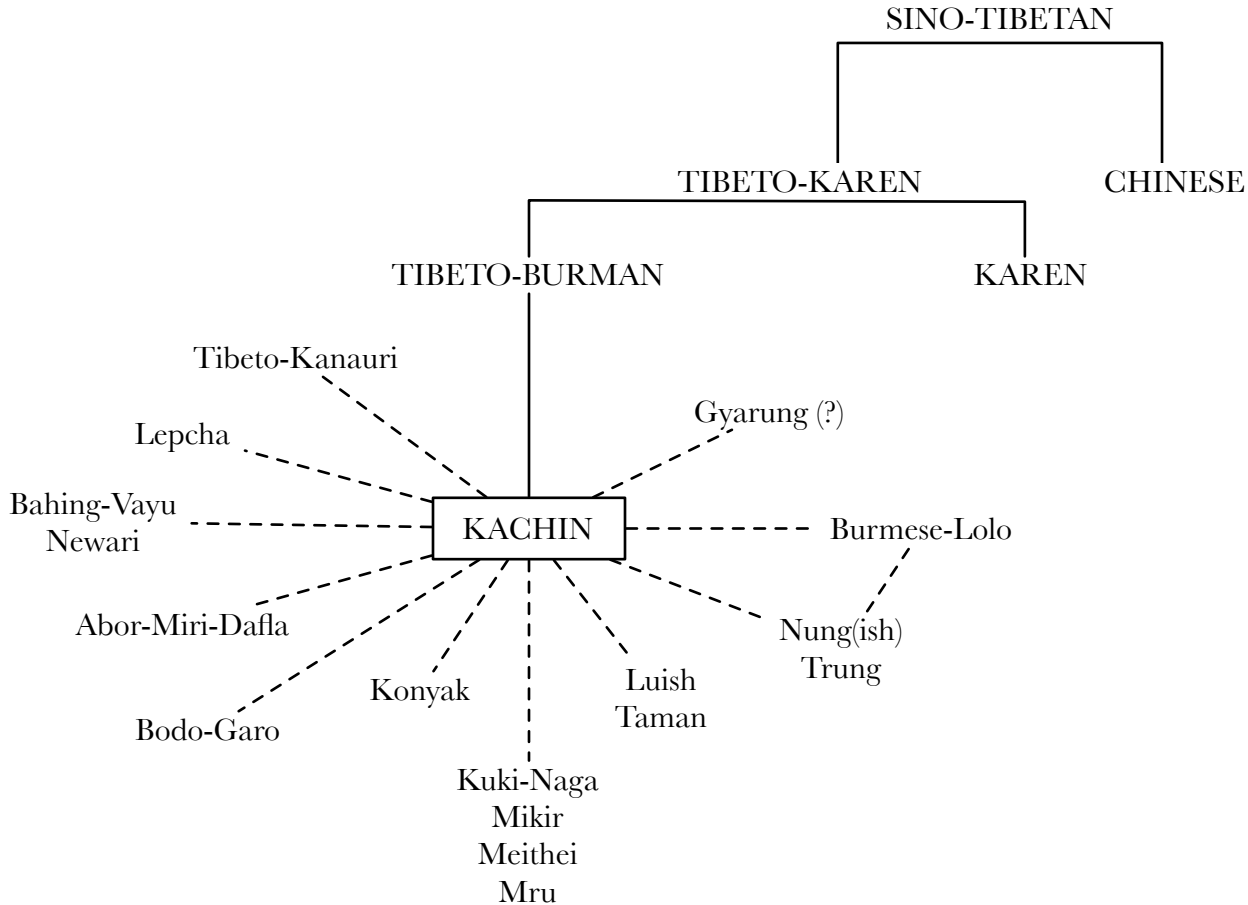 SINO-TIBETAN
TIBETO-KAREN
CHINESE
TIBETO-BURMAN
KAREN
Tibeto-Kanauri
Gyarung (?)
Lepcha
Bahing-Vayu
Newari
KACHIN
Burmese-Lolo
Abor-Miri-Dafla
Nung(ish)
Trung
Konyak
Luish
Taman
Bodo-Garo
Kuki-Naga
Mikir
Meithei
Mru